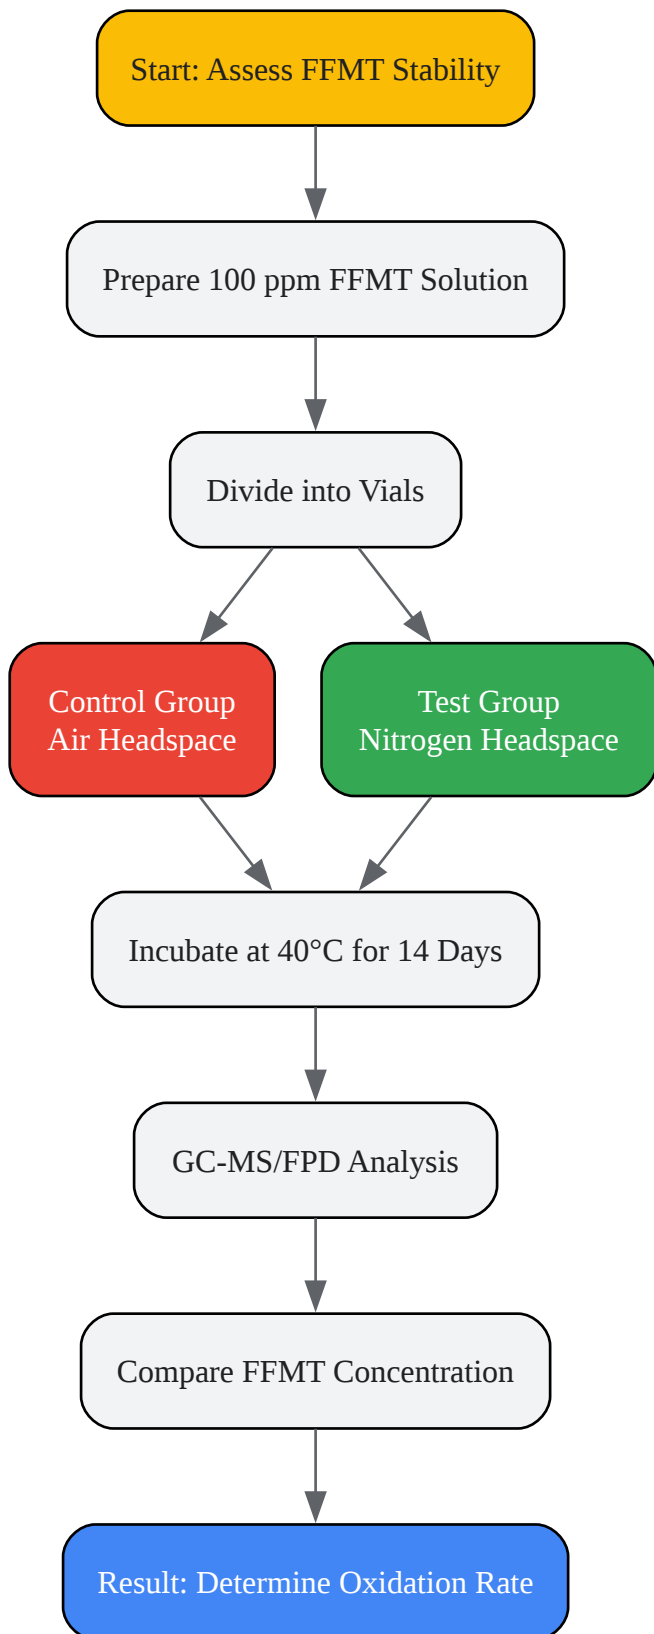 Start: Assess FFMT Stability
Prepare 100 ppm FFMT Solution
Divide into Vials
Control Group
Air Headspace
Test Group
Nitrogen Headspace
Incubate at 40°C for 14 Days
GC-MS/FPD Analysis
Compare FFMT Concentration
Result: Determine Oxidation Rate